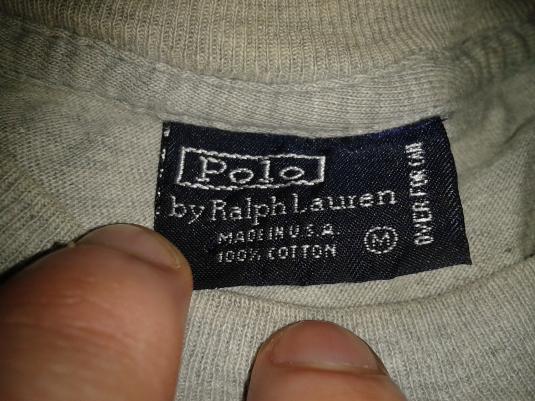 Polo
by Ralph Lauren
MADE IN U.S.A.
100% COTTON
M
OVER FOR CARE